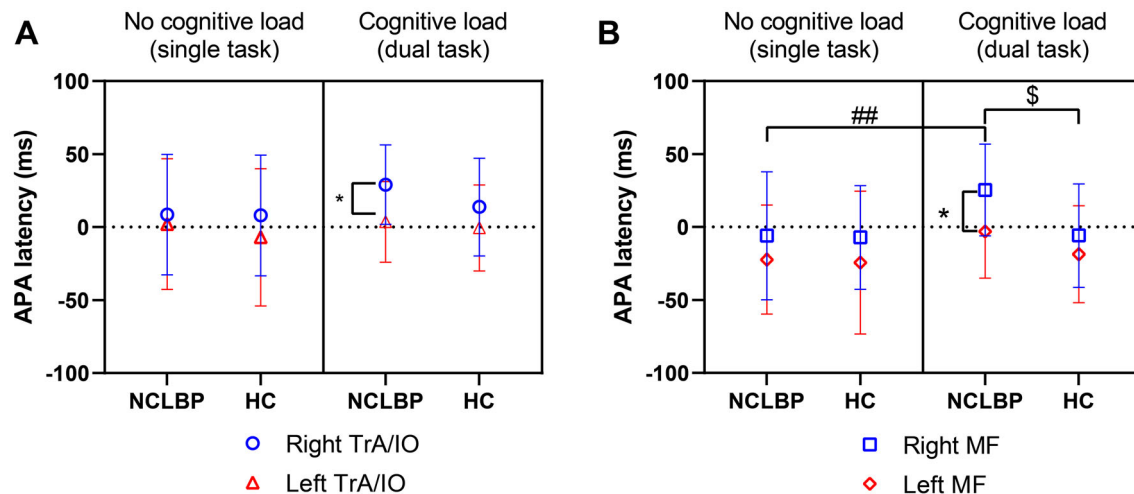 A
No cognitive load
(single task)
Cognitive load
(dual task)
APA latency (ms)
100
50
0
-50
-100
*
NCLBP
HC
NCLBP
HC
Right TrA/IO
Left TrA/IO
B
No cognitive load
(single task)
Cognitive load
(dual task)
APA latency (ms)
100
50
0
-50
-100
##
$
*
NCLBP
HC
NCLBP
HC
Right MF
Left MF